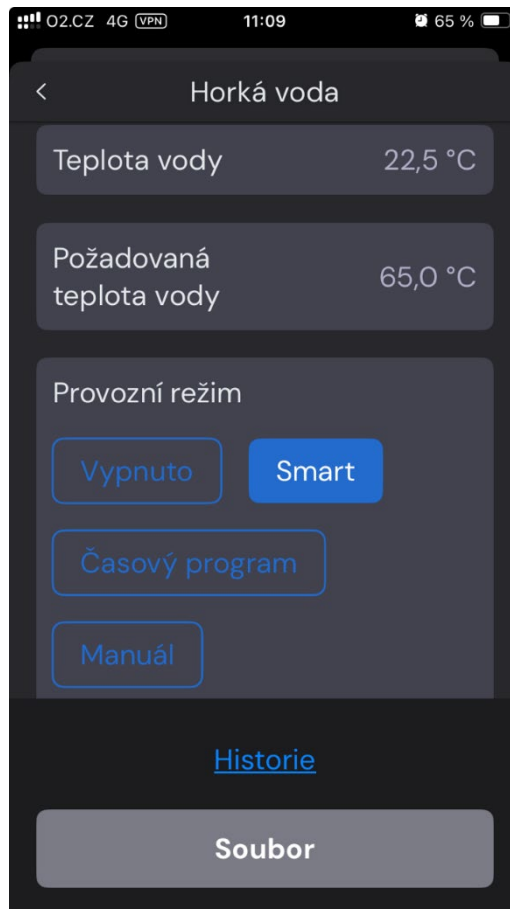 O2.CZ 4G VPN 11:09 65 %
Horká voda
Teplota vody 22,5 °C
Požadovaná
teplota vody 65,0 °C
Provozní režim
Vypnuto Smart
Časový program
Manuál
Historie
Soubor